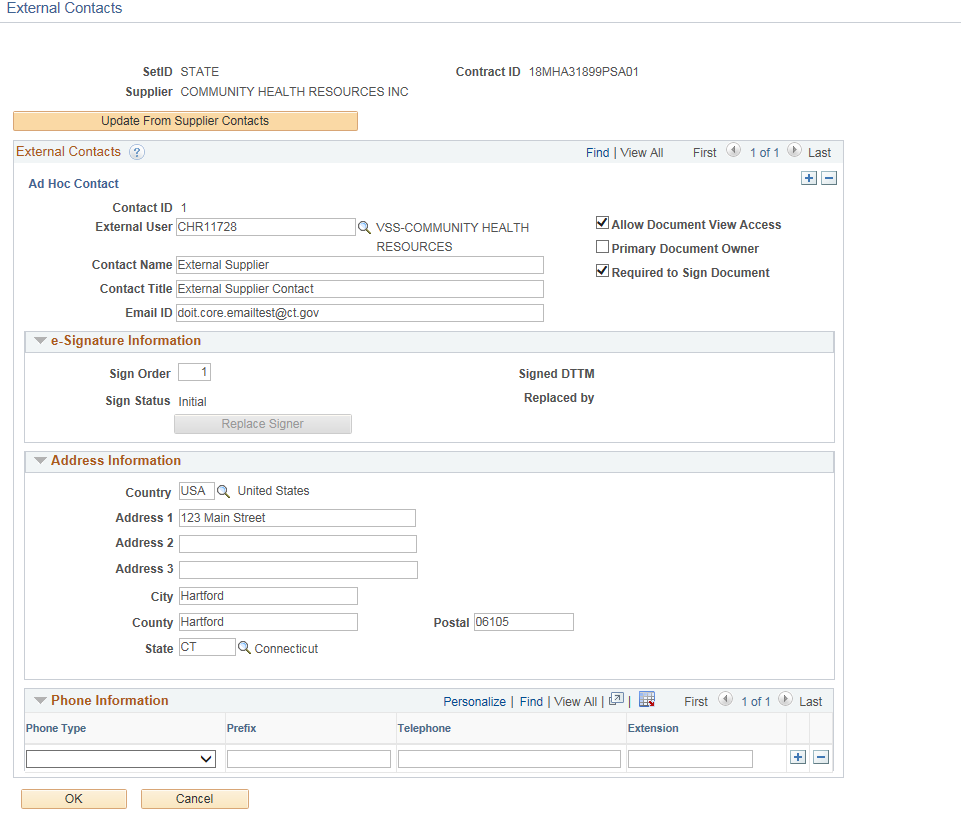 External Contacts
SetID STATE Contract ID 18MHA31899PSA01
Supplier COMMUNITY HEALTH RESOURCES INC
Update From Supplier Contacts
External Contacts ? Find | View All First 1 of 1 Last
Ad Hoc Contact
Contact ID 1
External User CHR11728 VSS-COMMUNITY HEALTH
RESOURCES
Allow Document View Access
Primary Document Owner
Required to Sign Document
Contact Name External Supplier
Contact Title External Supplier Contact
Email ID doit.core.emailtest@ct.gov
e-Signature Information
Sign Order 1 Signed DTTM
Sign Status Initial Replaced by
Replace Signer
Address Information
Country USA United States
Address 1 123 Main Street
Address 2
Address 3
City Hartford
County Hartford Postal 06105
State CT Connecticut
Phone Information Personalize | Find | View All | | First 1 of 1 Last
Phone Type Prefix Telephone Extension
OK Cancel